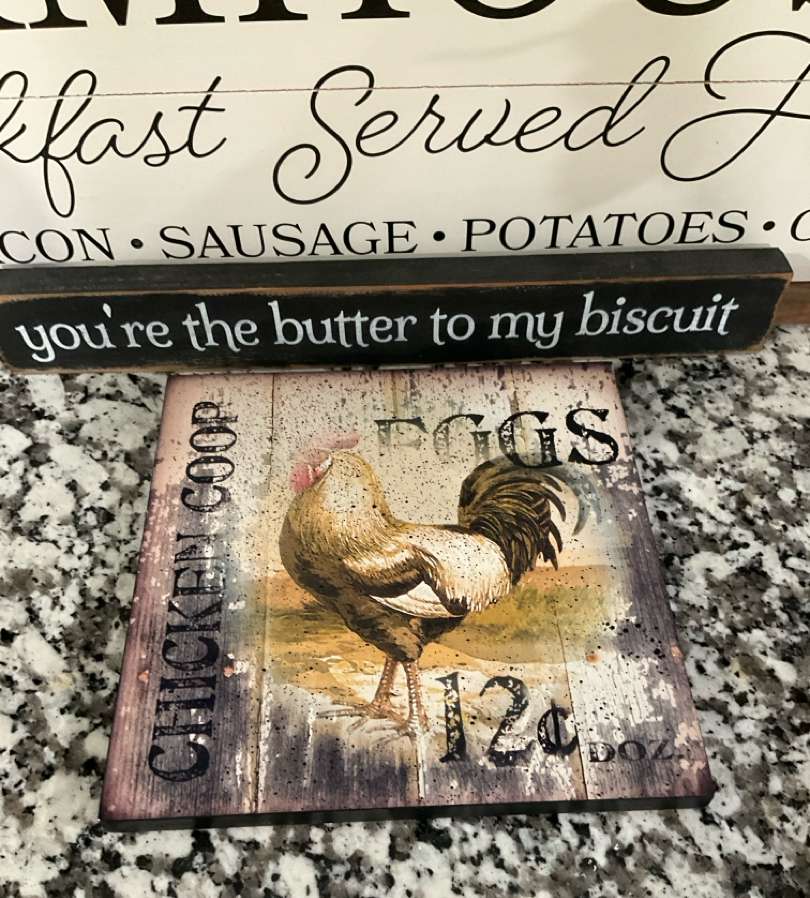 kfast Served
CON • SAUSAGE • POTATOES •
you're the butter to my biscuit
EGGS
CHICKEN COOP
12¢ DOZ.